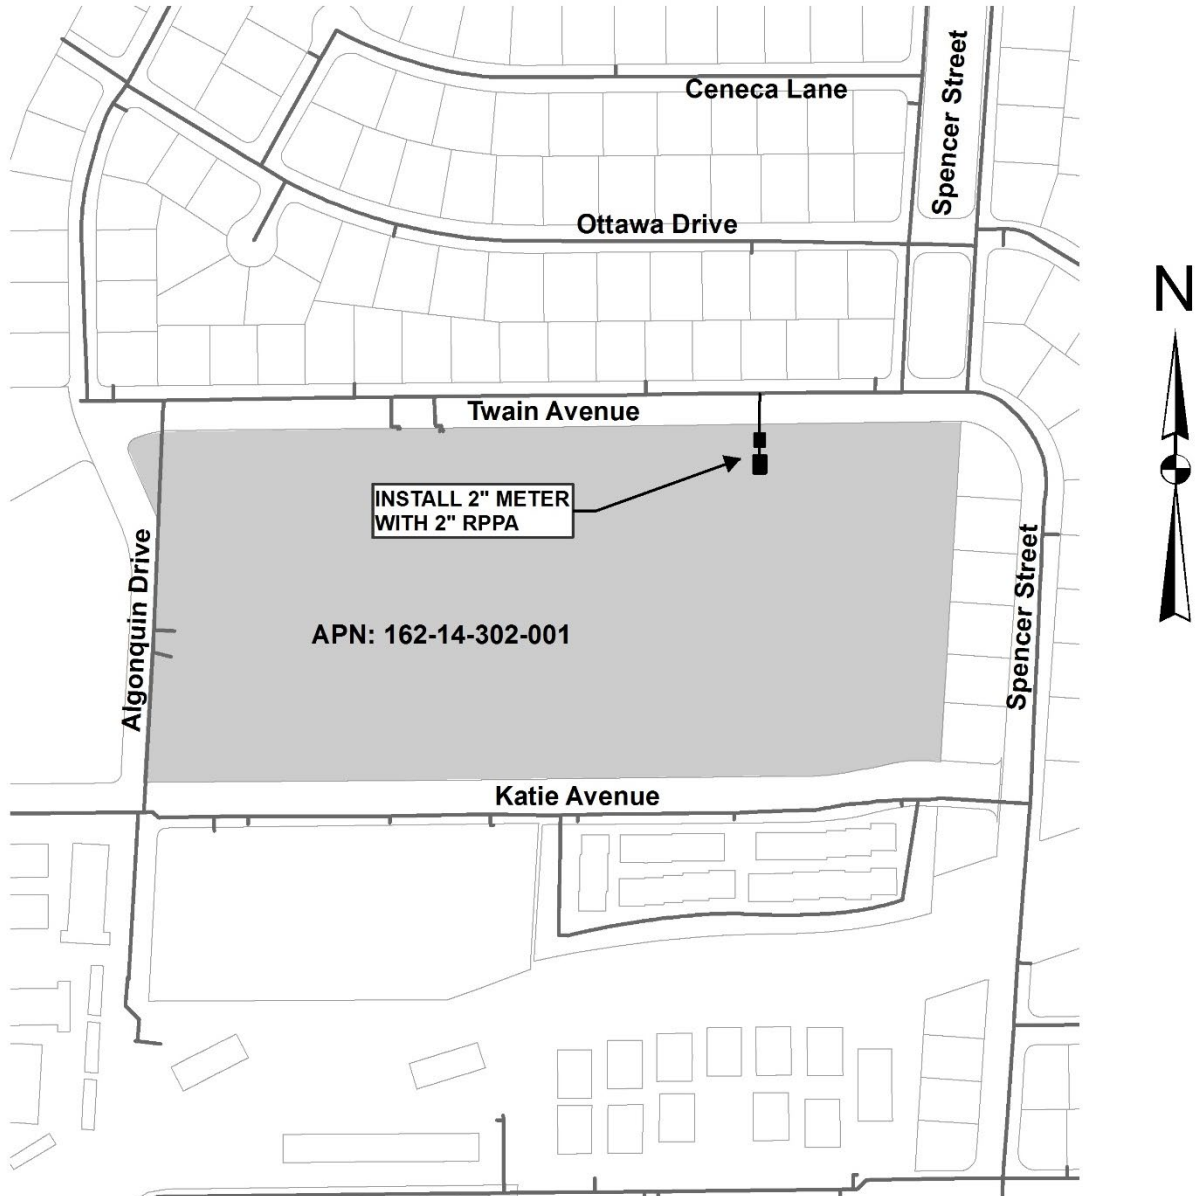 Ceneca Lane
Spencer Street
Ottawa Drive
N
Twain Avenue
INSTALL 2" METER
WITH 2" RPPA
Algonquin Drive
APN: 162-14-302-001
Spencer Street
Katie Avenue